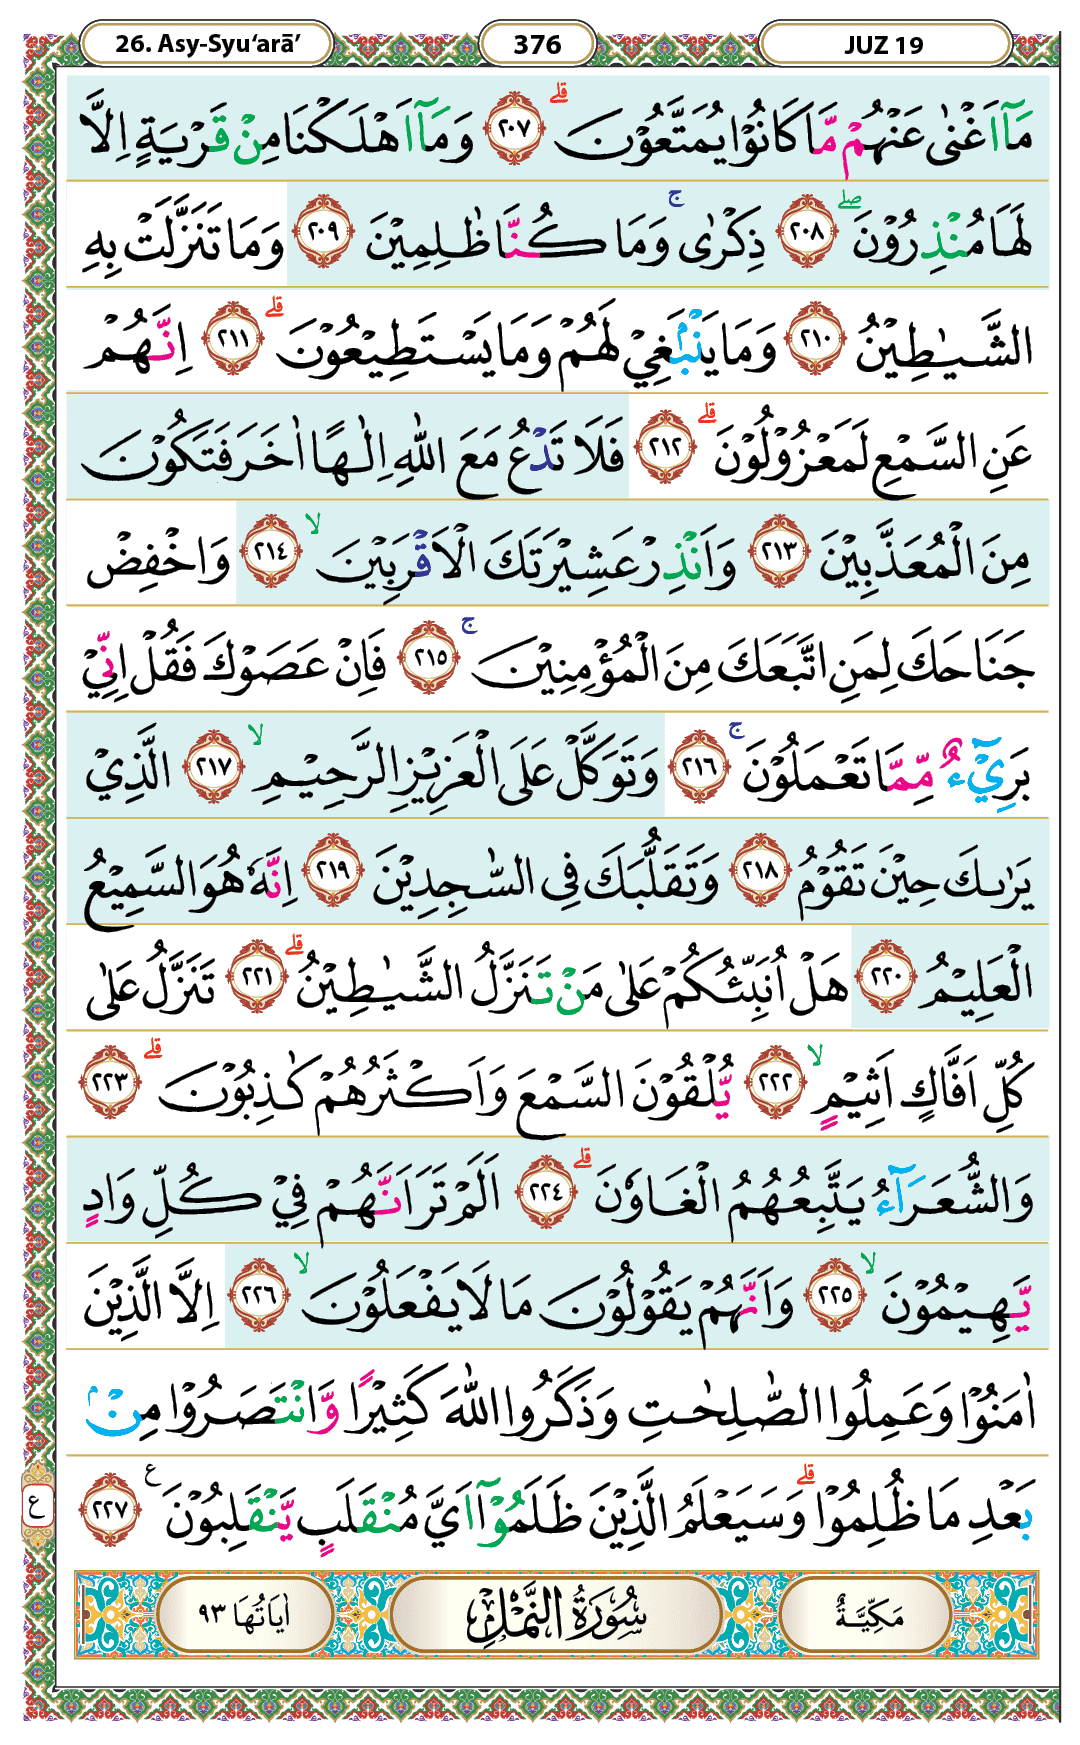 26. Asy-Syu‘arā’ 376 JUZ 19
مَآ اَغْنٰى عَنْهُمْ مَّا كَانُوْا يُمَتَّعُوْنَ ۗ ٢٠٧ وَمَآ اَهْلَكْنَا مِنْ قَرْيَةٍ اِلَّا
لَهَا مُنْذِرُوْنَ ۖ ٢٠٨ ذِكْرٰى ۚ وَمَا كُنَّا ظٰلِمِيْنَ ٢٠٩ وَمَا تَنَزَّلَتْ بِهِ
الشَّيٰطِيْنُ ٢١٠ وَمَا يَنْۢبَغِيْ لَهُمْ وَمَا يَسْتَطِيْعُوْنَ ۗ ٢١١ اِنَّهُمْ
عَنِ السَّمْعِ لَمَعْزُوْلُوْنَ ۗ ٢١٢ فَلَا تَدْعُ مَعَ اللّٰهِ اِلٰهًا اٰخَرَ فَتَكُوْنَ
مِنَ الْمُعَذَّبِيْنَ ٢١٣ وَاَنْذِرْ عَشِيْرَتَكَ الْاَقْرَبِيْنَ ۙ ٢١٤ وَاخْفِضْ
جَنَاحَكَ لِمَنِ اتَّبَعَكَ مِنَ الْمُؤْمِنِيْنَ ۚ ٢١٥ فَاِنْ عَصَوْكَ فَقُلْ اِنِّيْ
بَرِيْۤءٌ مِّمَّا تَعْمَلُوْنَ ۚ ٢١٦ وَتَوَكَّلْ عَلَى الْعَزِيْزِ الرَّحِيْمِ ۙ ٢١٧ الَّذِيْ
يَرٰىكَ حِيْنَ تَقُوْمُ ٢١٨ وَتَقَلُّبَكَ فِى السّٰجِدِيْنَ ٢١٩ اِنَّهٗ هُوَ السَّمِيْعُ
الْعَلِيْمُ ٢٢٠ هَلْ اُنَبِّئُكُمْ عَلٰى مَنْ تَنَزَّلُ الشَّيٰطِيْنُ ۗ ٢٢١ تَنَزَّلُ عَلٰى
كُلِّ اَفَّاكٍ اَثِيْمٍ ۙ ٢٢٢ يُّلْقُوْنَ السَّمْعَ وَاَكْثَرُهُمْ كٰذِبُوْنَ ۗ ٢٢٣
وَالشُّعَرَاۤءُ يَتَّبِعُهُمُ الْغَاوٗنَ ۗ ٢٢٤ اَلَمْ تَرَ اَنَّهُمْ فِيْ كُلِّ وَادٍ
يَّهِيْمُوْنَ ۙ ٢٢٥ وَاَنَّهُمْ يَقُوْلُوْنَ مَا لَا يَفْعَلُوْنَ ۙ ٢٢٦ اِلَّا الَّذِيْنَ
اٰمَنُوْا وَعَمِلُوا الصّٰلِحٰتِ وَذَكَرُوا اللّٰهَ كَثِيْرًا وَّانْتَصَرُوْا مِنْۢ
بَعْدِ مَا ظُلِمُوْا ۗ وَسَيَعْلَمُ الَّذِيْنَ ظَلَمُوْٓا اَيَّ مُنْقَلَبٍ يَّنْقَلِبُوْنَ ع ٢٢٧
ع
مَكِّيَّةٌ سُوْرَةُ النَّمْلِ اٰيَاتُهَا ٩٣